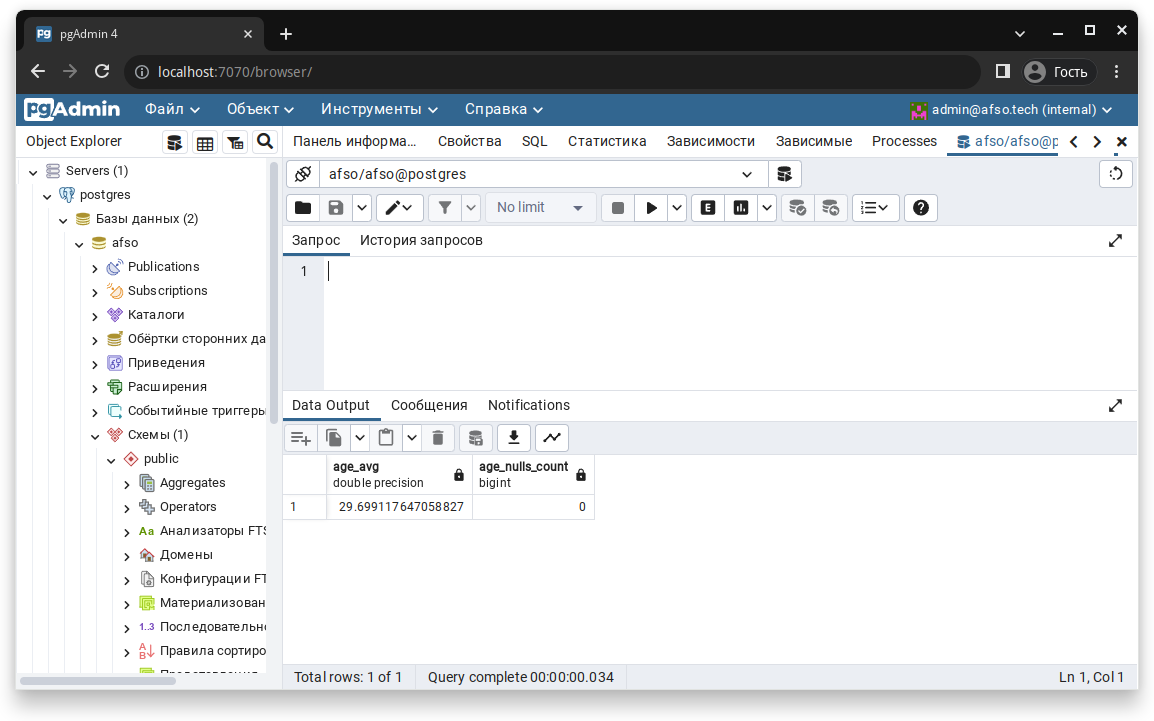 pgAdmin 4
localhost:7070/browser/
Гость
pgAdmin
Файл
Объект
Инструменты
Справка
admin@afso.tech (internal)
Object Explorer
Панель информа...
Свойства
SQL
Статистика
Зависимости
Зависимые
Processes
afso/afso@p
Servers (1)
postgres
Базы данных (2)
afso
Publications
Subscriptions
Каталоги
Обёртки сторонних да
Приведения
Расширения
Событийные триггеры
Схемы (1)
public
Aggregates
Operators
Aa Анализаторы FTS
Домены
Конфигурации FT
Материализован
1..3 Последовательно
Правила сортиро
Представления
afso/afso@postgres
No limit
E
Запрос
История запросов
1
Data Output
Сообщения
Notifications
age_avg
double precision
age_nulls_count
bigint
1
29.699117647058827
0
Total rows: 1 of 1
Query complete 00:00:00.034
Ln 1, Col 1